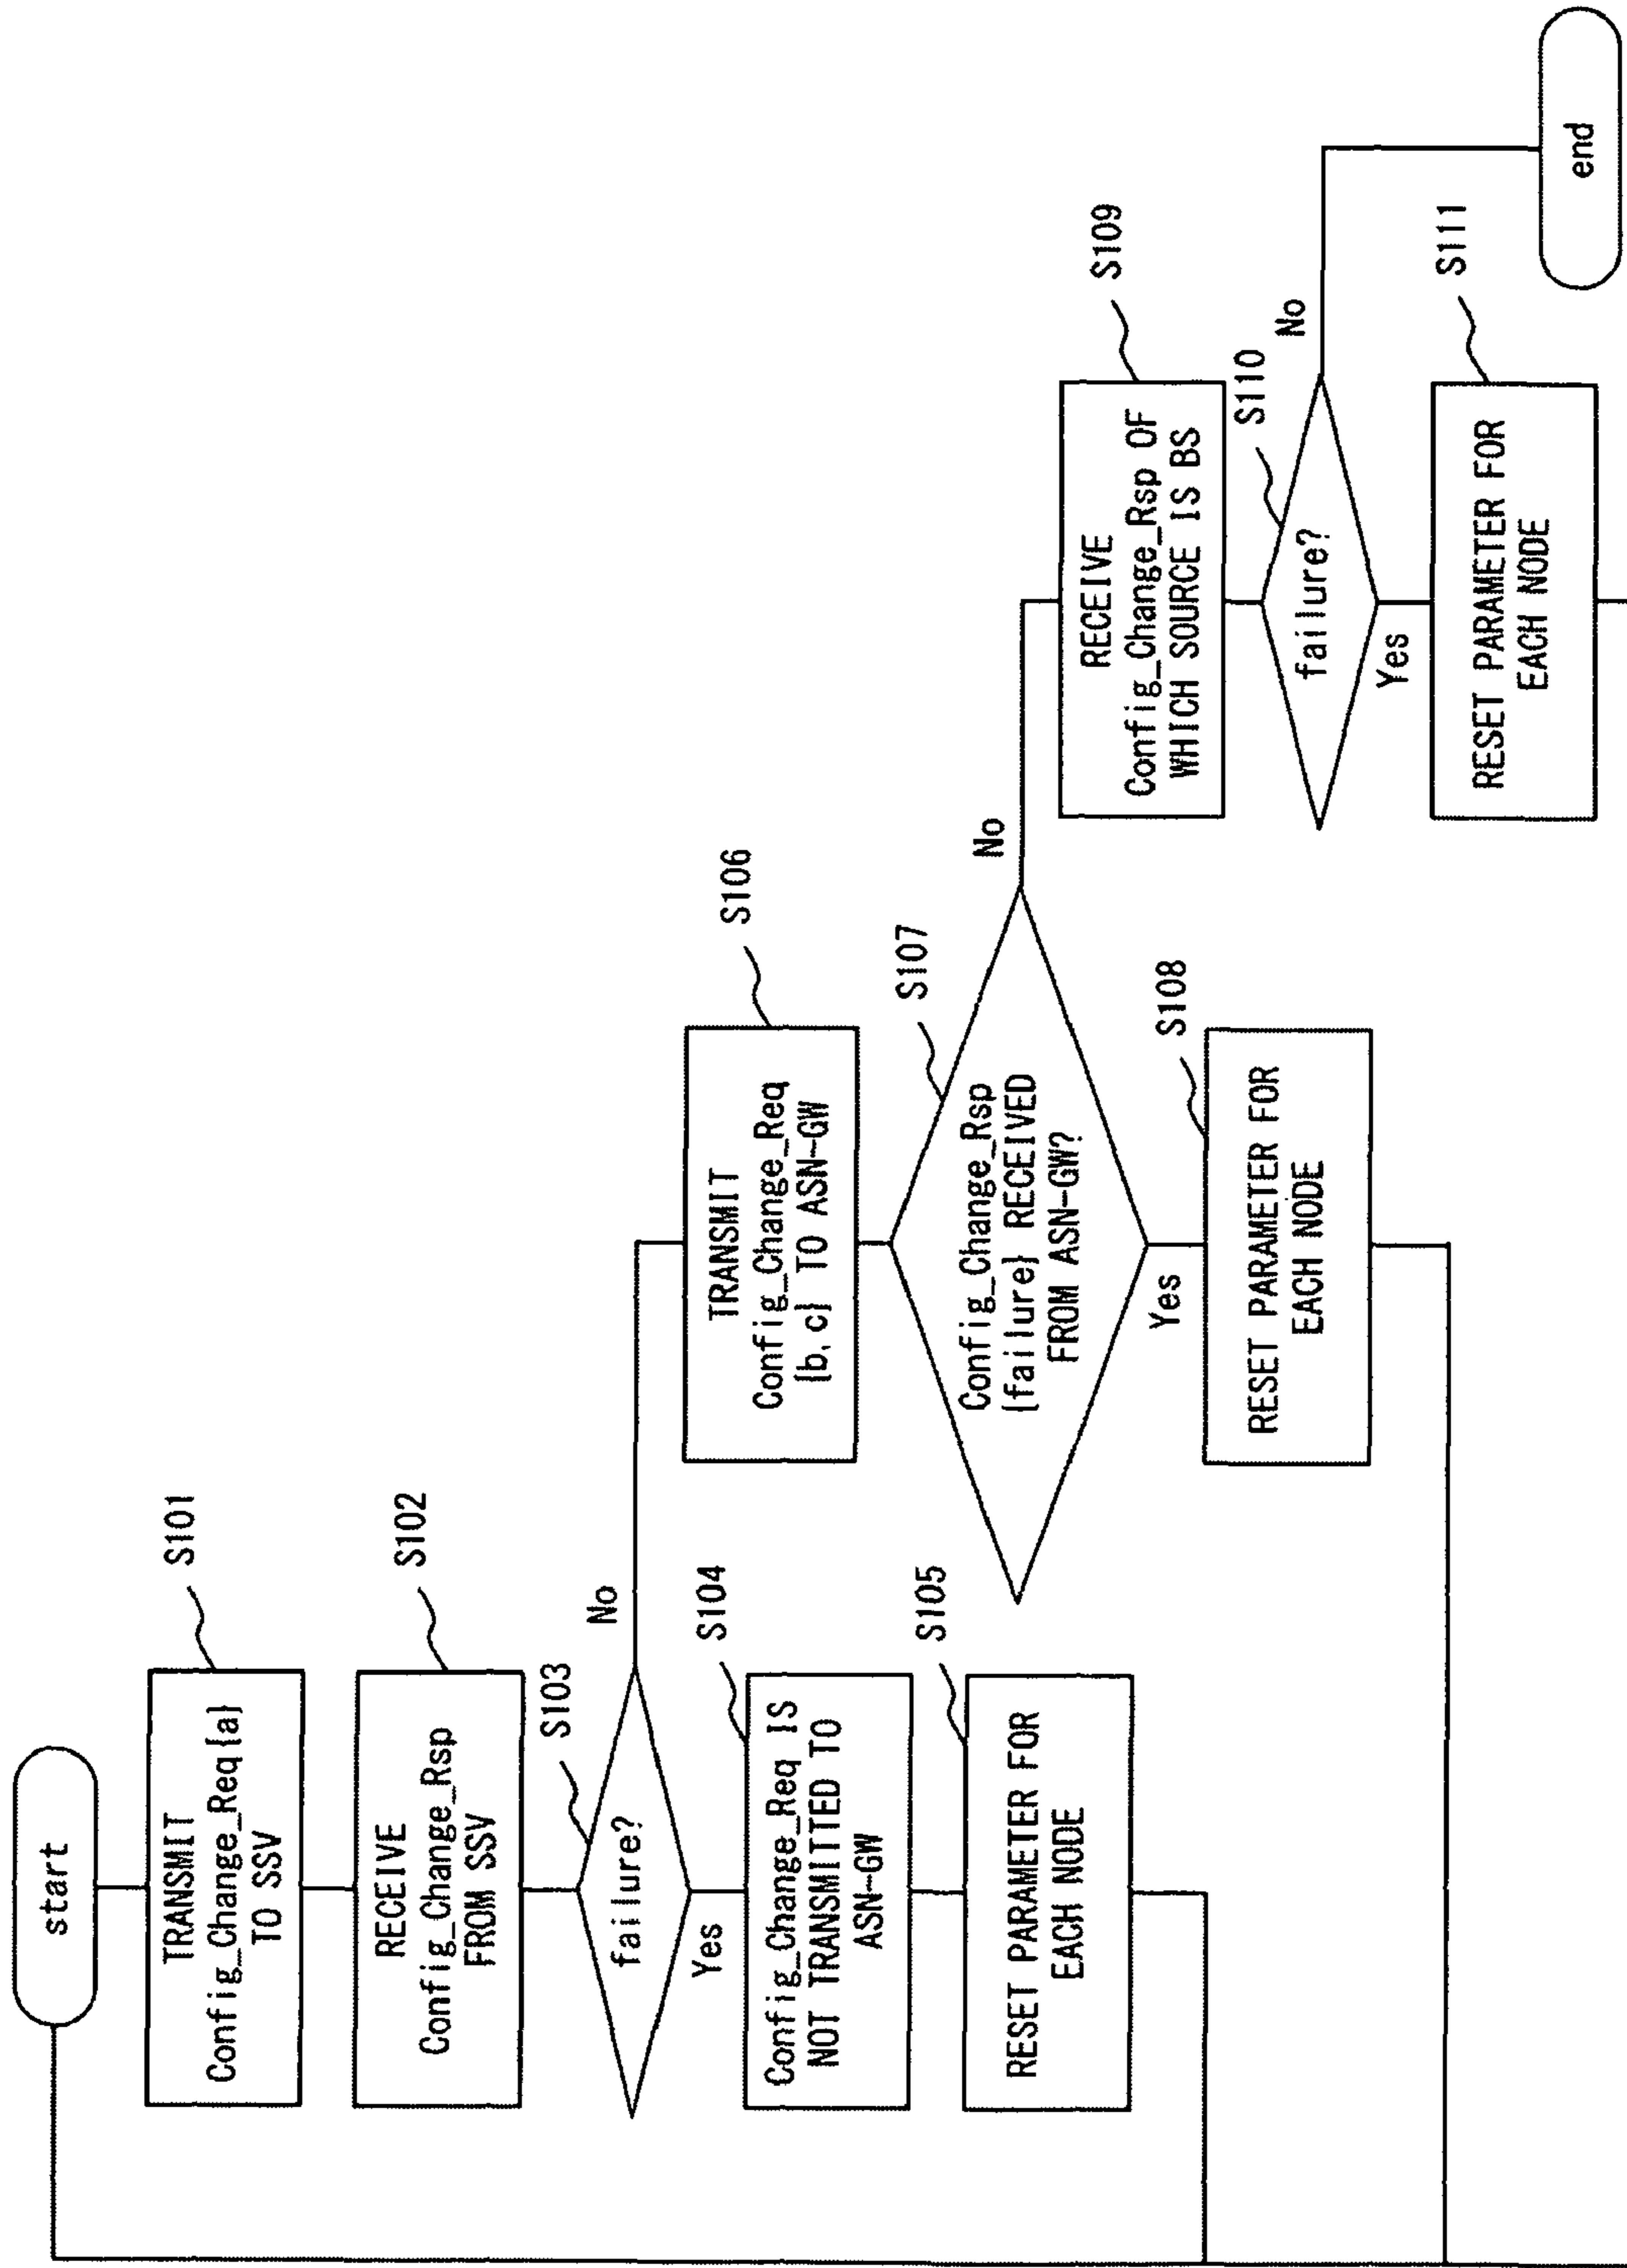 start
TRANSMIT
Config_Change_Req{a}
TO SSV
S101
RECEIVE
Config_Change_Rsp
FROM SSV
S102
failure?
S103
No
Yes
Config_Change_Req IS
NOT TRANSMITTED TO
ASN-GW
S104
RESET PARAMETER FOR
EACH NODE
S105
TRANSMIT
Config_Change_Req
{b, c} TO ASN-GW
S106
Config_Change_Rsp
{failure} RECEIVED
FROM ASN-GW?
S107
No
Yes
RESET PARAMETER FOR
EACH NODE
S108
RECEIVE
Config_Change_Rsp OF
WHICH SOURCE IS BS
S109
failure?
S110
No
Yes
RESET PARAMETER FOR
EACH NODE
S111
end